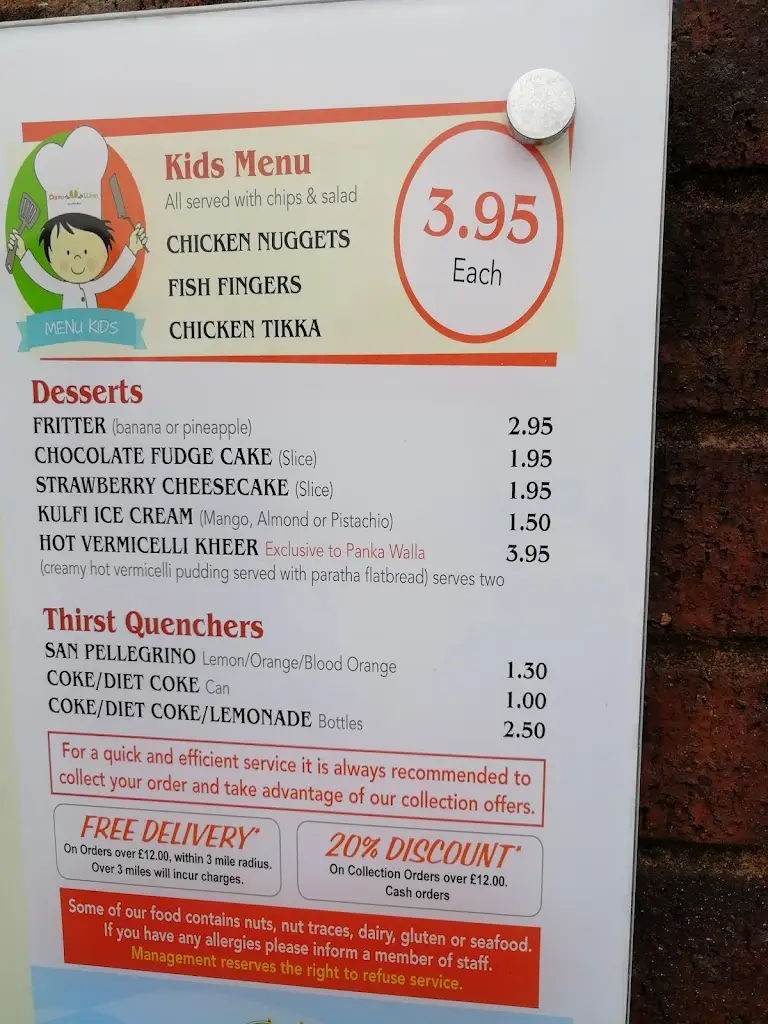 Kids Menu
All served with chips & salad
CHICKEN NUGGETS
FISH FINGERS
CHICKEN TIKKA
3.95
Each
MENU KIDS
Desserts
FRITTER (banana or pineapple) 2.95
CHOCOLATE FUDGE CAKE (Slice) 1.95
STRAWBERRY CHEESECAKE (Slice) 1.95
KULFI ICE CREAM (Mango, Almond or Pistachio) 1.50
HOT VERMICELLI KHEER Exclusive to Panka Walla 3.95
(creamy hot vermicelli pudding served with paratha flatbread) serves two
Thirst Quenchers
SAN PELLEGRINO Lemon/Orange/Blood Orange 1.30
COKE/DIET COKE Can 1.00
COKE/DIET COKE/LEMONADE Bottles 2.50
For a quick and efficient service it is always recommended to
collect your order and take advantage of our collection offers.
FREE DELIVERY*
On Orders over £12.00, within 3 mile radius.
Over 3 miles will incur charges.
20% DISCOUNT*
On Collection Orders over £12.00.
Cash orders
Some of our food contains nuts, nut traces, dairy, gluten or seafood.
If you have any allergies please inform a member of staff.
Management reserves the right to refuse service.